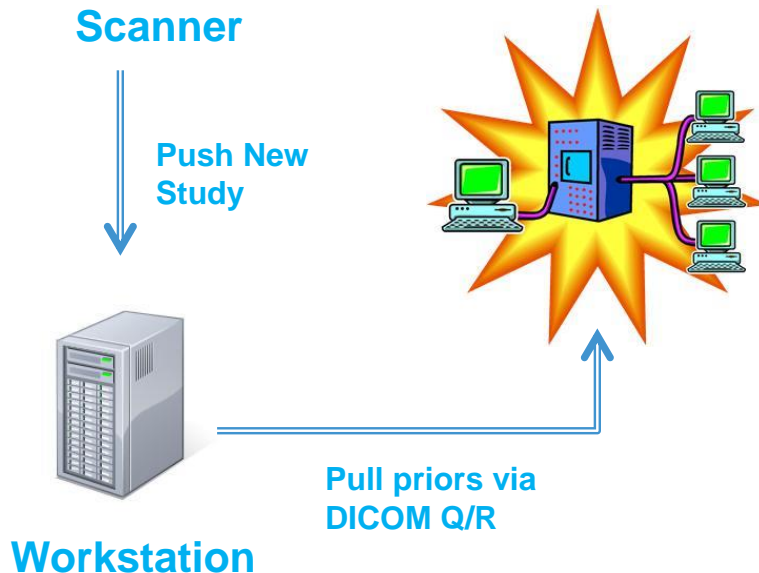 Scanner
Push New
Study
Pull priors via
DICOM Q/R
Workstation